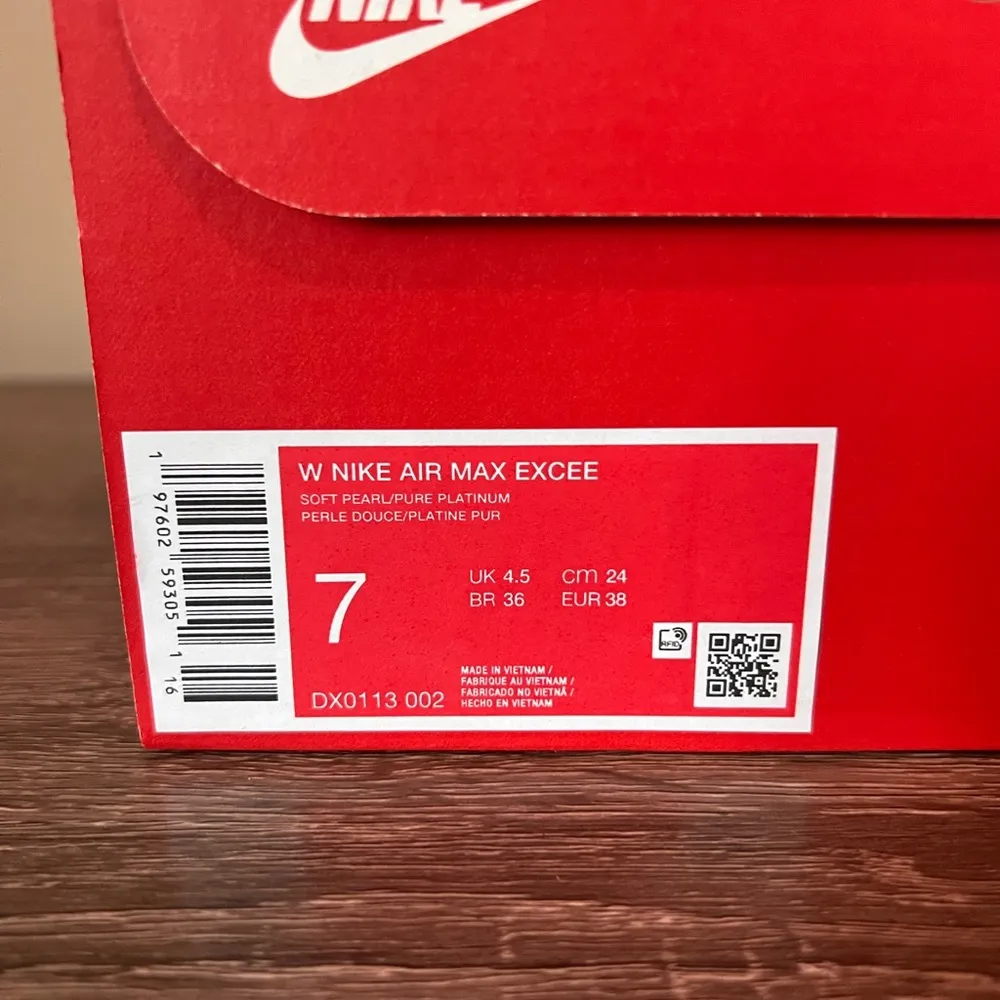 NIKE
W NIKE AIR MAX EXCEE
SOFT PEARL/PURE PLATINUM
PERLE DOUCE/PLATINE PUR
7
UK 4.5 cm 24
BR 36 EUR 38
RFID
DX0113 002
MADE IN VIETNAM /
FABRIQUE AU VIETNAM /
FABRICADO NO VIETNÃ /
HECHO EN VIETNAM
1 97602 59305 1 16